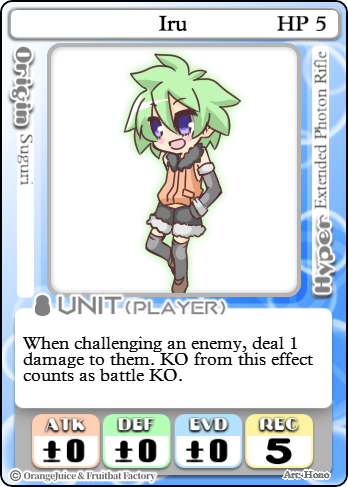 Iru HP 5
Origin Suguri
Hyper Extended Photon Rifle
UNIT (PLAYER)
When challenging an enemy, deal 1
damage to them. KO from this effect
counts as battle KO.
ATK DEF EVD REC
±0 ±0 ±0 5
© OrangeJuice & Fruitbat Factory Art: Hono